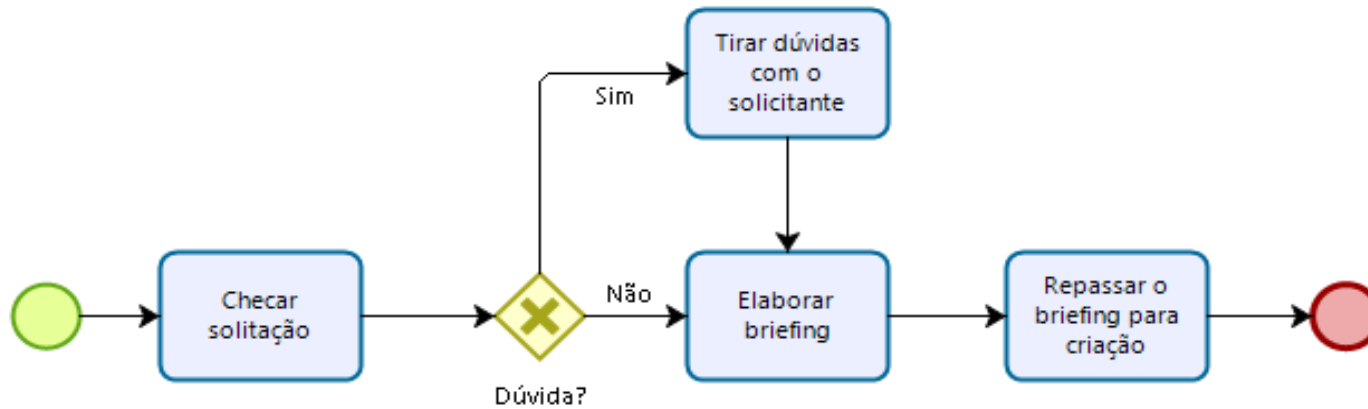 Tirar dúvidas
com o
solicitante
Sim
Checar
solitação
Não
Elaborar
briefing
Repassar o
briefing para
criação
Dúvida?